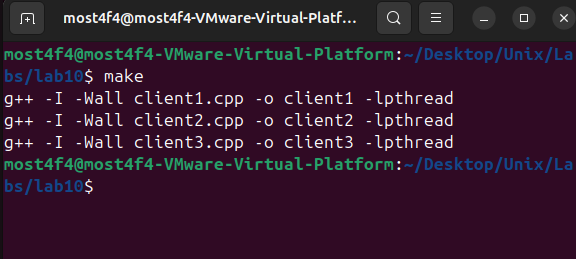 most4f4@most4f4-VMware-Virtual-Platf...
most4f4@most4f4-VMware-Virtual-Platform:~/Desktop/Unix/La
bs/lab10$ make
g++ -I -Wall client1.cpp -o client1 -lpthread
g++ -I -Wall client2.cpp -o client2 -lpthread
g++ -I -Wall client3.cpp -o client3 -lpthread
most4f4@most4f4-VMware-Virtual-Platform:~/Desktop/Unix/La
bs/lab10$